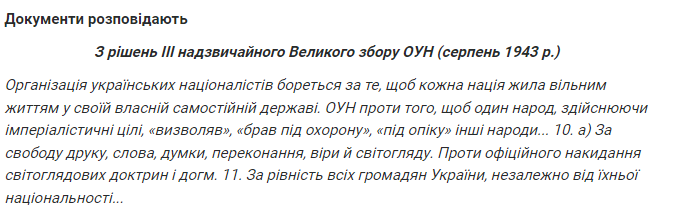 Документи розповідають
З рішень ІІІ надзвичайного Великого збору ОУН (серпень 1943 р.)
Організація українських націоналістів бореться за те, щоб кожна нація жила вільним
життям у своїй власній самостійній державі. ОУН проти того, щоб один народ, здійснюючи
імперіалістичні цілі, «визволяв», «брав під охорону», «під опіку» інші народи... 10. а) За
свободу друку, слова, думки, переконання, віри й світогляду. Проти офіційного накидання
світоглядових доктрин і догм. 11. За рівність всіх громадян України, незалежно від їхньої
національності...